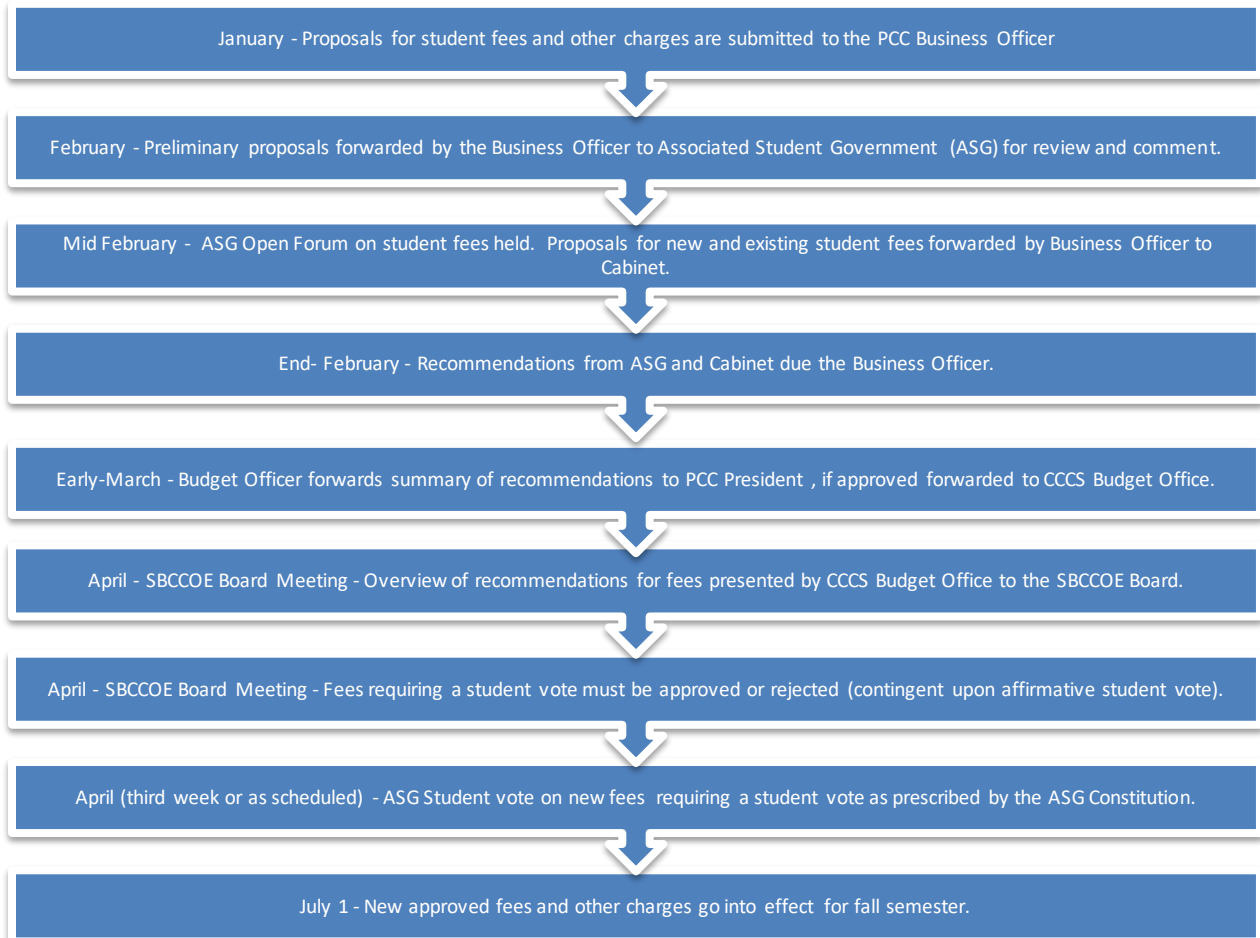 January - Proposals for student fees and other charges are submitted to the PCC Business Officer
February - Preliminary proposals forwarded by the Business Officer to Associated Student Government (ASG) for review and comment.
Mid February - ASG Open Forum on student fees held. Proposals for new and existing student fees forwarded by Business Officer to
Cabinet.
End- February - Recommendations from ASG and Cabinet due the Business Officer.
Early-March - Budget Officer forwards summary of recommendations to PCC President , if approved forwarded to CCCS Budget Office.
April - SBCCOE Board Meeting - Overview of recommendations for fees presented by CCCS Budget Office to the SBCCOE Board.
April - SBCCOE Board Meeting - Fees requiring a student vote must be approved or rejected (contingent upon affirmative student vote).
April (third week or as scheduled) - ASG Student vote on new fees requiring a student vote as prescribed by the ASG Constitution.
July 1 - New approved fees and other charges go into effect for fall semester.